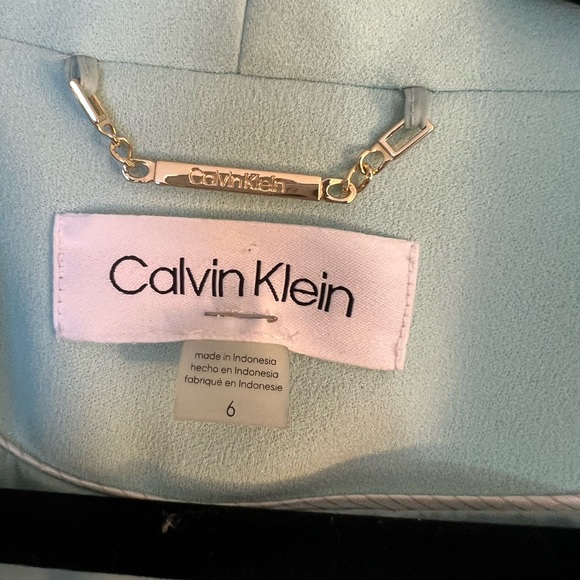 Calvin Klein
Calvin Klein
made in Indonesia
hecho en Indonesia
fabriqué en Indonesie
6